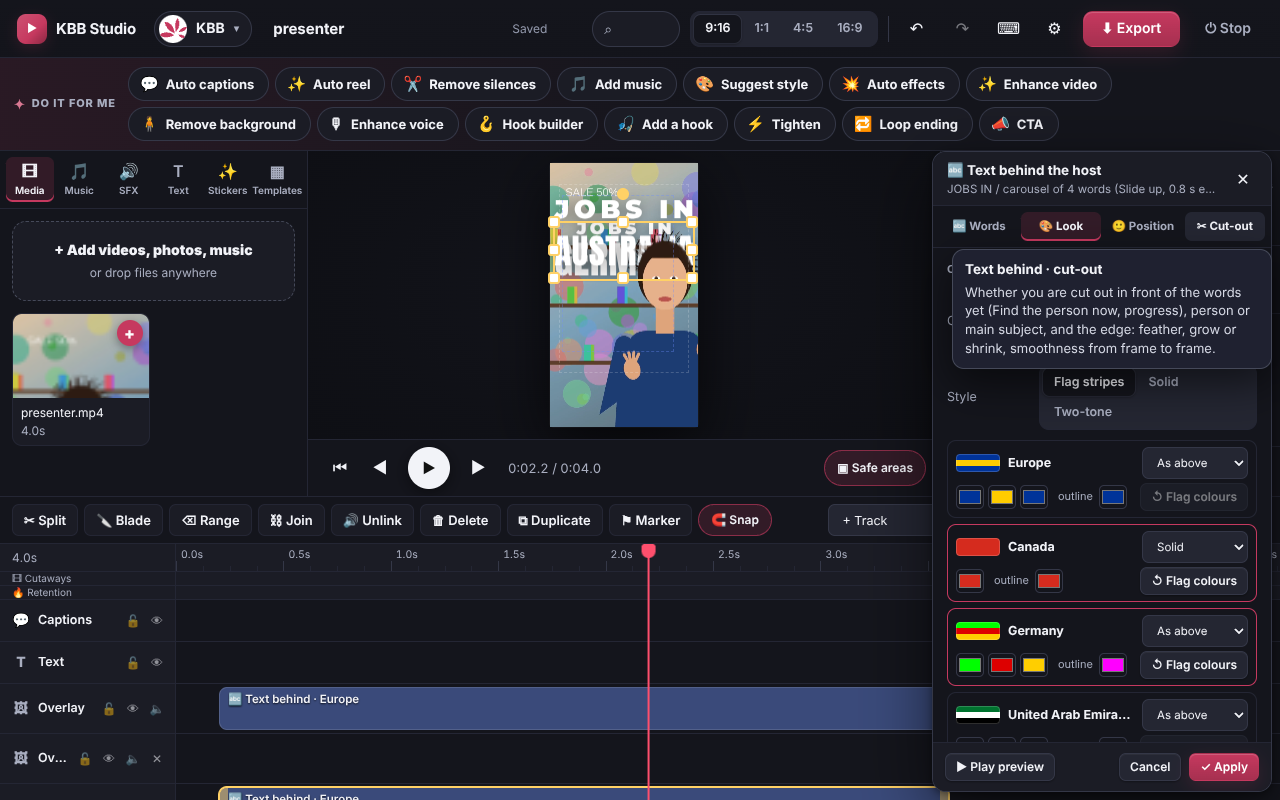 KBB Studio
KBB
presenter
Saved
9:16 1:1 4:5 16:9
Export
Stop
DO IT FOR ME
Auto captions
Auto reel
Remove silences
Add music
Suggest style
Auto effects
Enhance video
Remove background
Enhance voice
Hook builder
Add a hook
Tighten
Loop ending
CTA
Media
Music
SFX
Text
Stickers
Templates
+ Add videos, photos, music
or drop files anywhere
presenter.mp4
4.0s
SALE 50%
JOBS IN
JOBS IN
AUSTRALIA
0:02.2 / 0:04.0
Safe areas
Text behind the host
JOBS IN / carousel of 4 words (Slide up, 0.8 s e...
Words
Look
Position
Cut-out
Text behind · cut-out
Whether you are cut out in front of the words
yet (Find the person now, progress), person or
main subject, and the edge: feather, grow or
shrink, smoothness from frame to frame.
Style
Flag stripes
Solid
Two-tone
Europe
As above
outline
Flag colours
Canada
Solid
outline
Flag colours
Germany
As above
outline
Flag colours
United Arab Emira...
As above
Play preview
Cancel
Apply
Split
Blade
Range
Join
Unlink
Delete
Duplicate
Marker
Snap
+ Track
4.0s
0.0s 0.5s 1.0s 1.5s 2.0s 2.5s 3.0s
Cutaways
Retention
Captions
Text
Overlay
Text behind · Europe
Ov...
Text behind · Europe